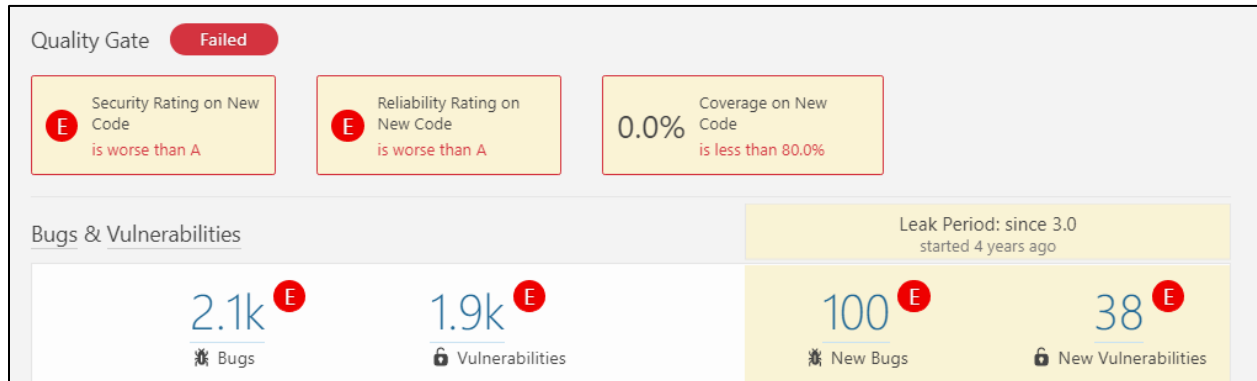 Quality Gate Failed
E Security Rating on New Code is worse than A
E Reliability Rating on New Code is worse than A
0.0% Coverage on New Code is less than 80.0%
Bugs & Vulnerabilities
Leak Period: since 3.0
started 4 years ago
2.1k E
Bugs
1.9k E
Vulnerabilities
100 E
New Bugs
38 E
New Vulnerabilities